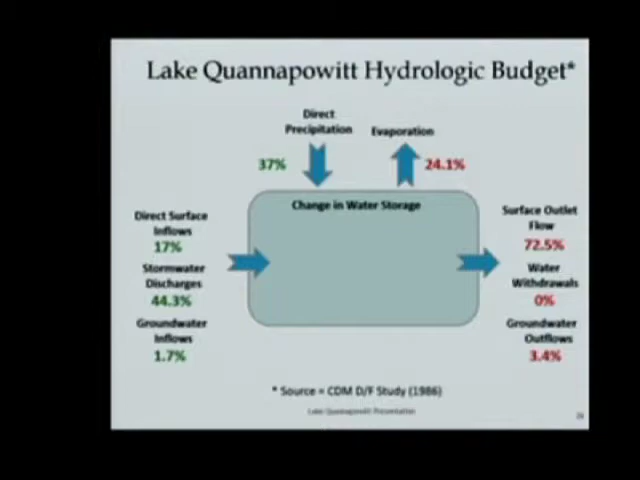 Lake Quannapowitt Hydrologic Budget*
Direct
Precipitation
Evaporation
37%
24.1%
Change in Water Storage
Direct Surface
Inflows
17%
Stormwater
Discharges
44.3%
Groundwater
Inflows
1.7%
Surface Outlet
Flow
72.5%
Water
Withdrawals
0%
Groundwater
Outflows
3.4%
* Source = CDM D/F Study (1986)
Lake Quannapowitt Presentation